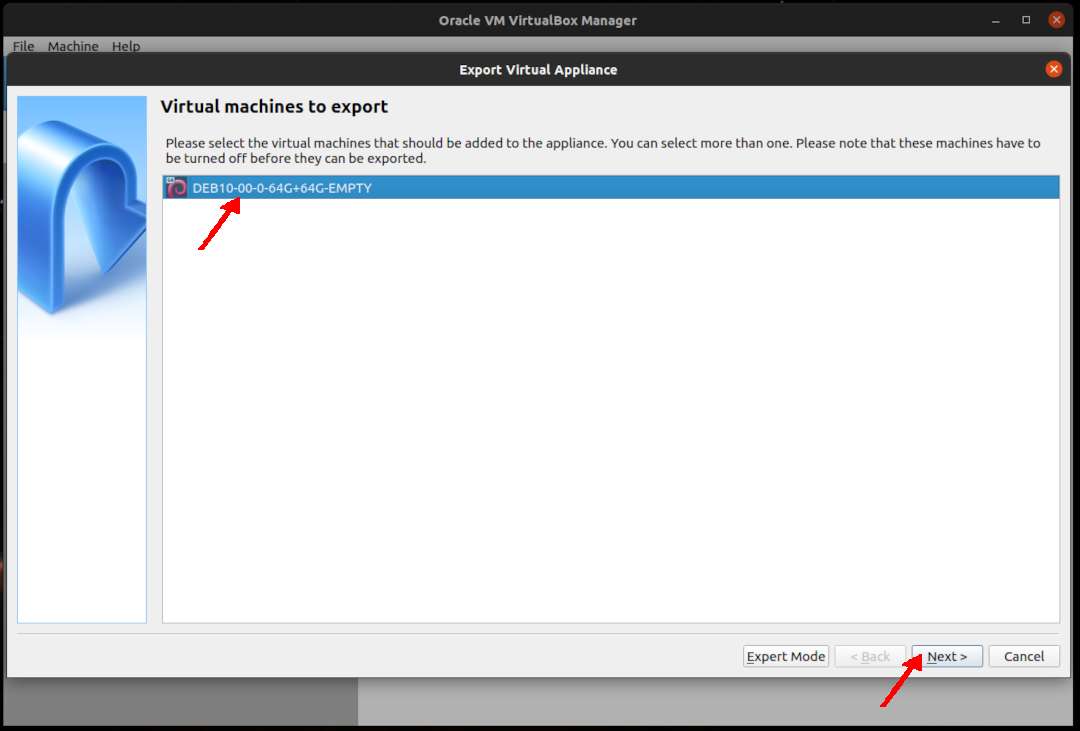 Oracle VM VirtualBox Manager
File Machine Help
Export Virtual Appliance
Virtual machines to export
Please select the virtual machines that should be added to the appliance. You can select more than one. Please note that these machines have to
be turned off before they can be exported.
DEB10-00-0-64G+64G-EMPTY
Expert Mode
< Back
Next >
Cancel